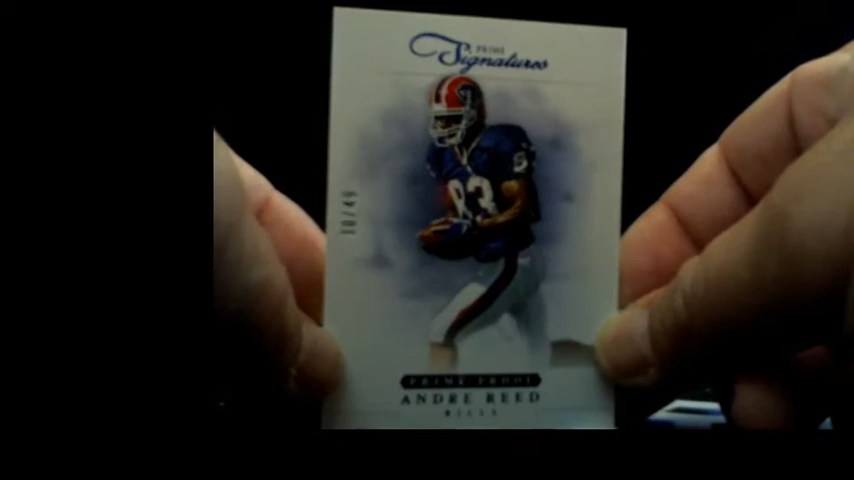 PRIME
Signatures
83
10/49
PRIME PROOF
ANDRE REED
BILLS